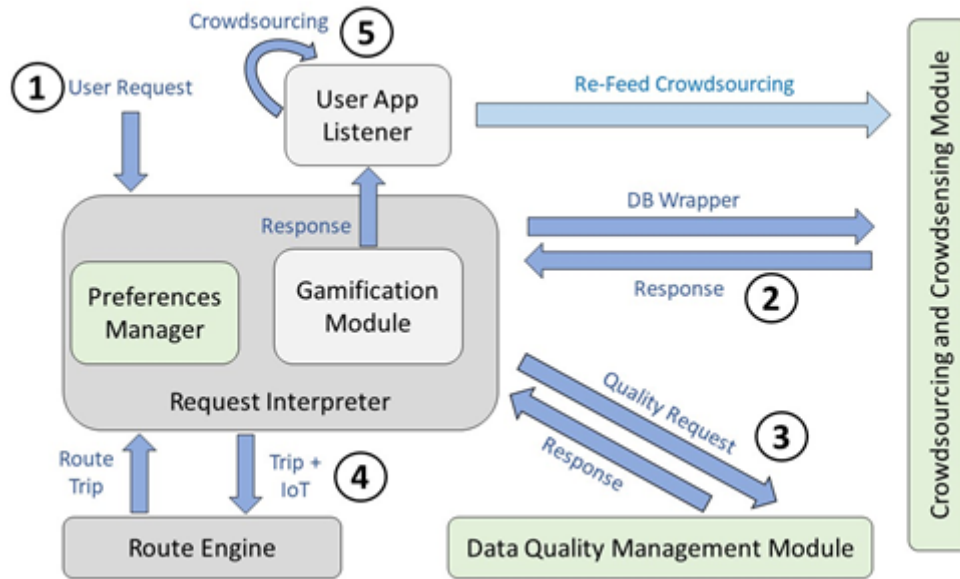 Crowdsourcing
5
1
User Request
User App
Listener
Re-Feed Crowdsourcing
Crowdsourcing and Crowdsensing Module
Response
DB Wrapper
Response
2
Preferences
Manager
Gamification
Module
Request Interpreter
Quality Request
3
Response
Route
Trip
Trip +
IoT
4
Route Engine
Data Quality Management Module